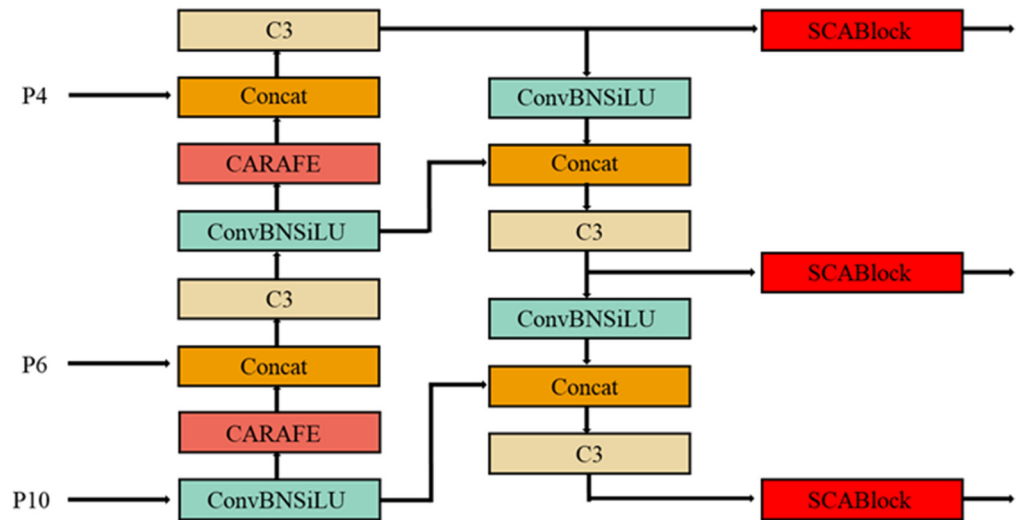 C3
SCABlock
P4
Concat
ConvBNSiLU
CARAFE
Concat
ConvBNSiLU
C3
C3
SCABlock
ConvBNSiLU
P6
Concat
Concat
CARAFE
C3
P10
ConvBNSiLU
SCABlock